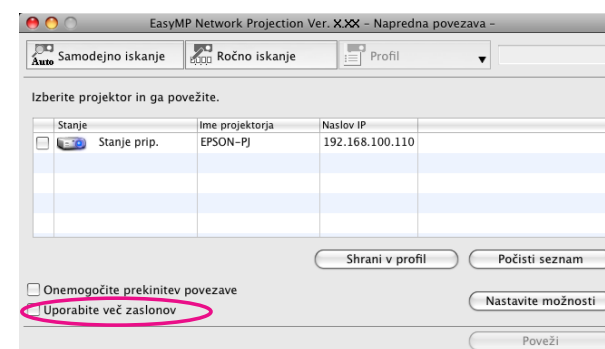 EasyMP Network Projection Ver. X.XX – Napredna povezava –
Auto Samodejno iskanje Ročno iskanje Profil
Izberite projektor in ga povežite.
Stanje Ime projektorja Naslov IP
Stanje prip. EPSON-PJ 192.168.100.110
Shrani v profil Počisti seznam
Onemogočite prekinitev povezave
Uporabite več zaslonov
Nastavite možnosti
Poveži